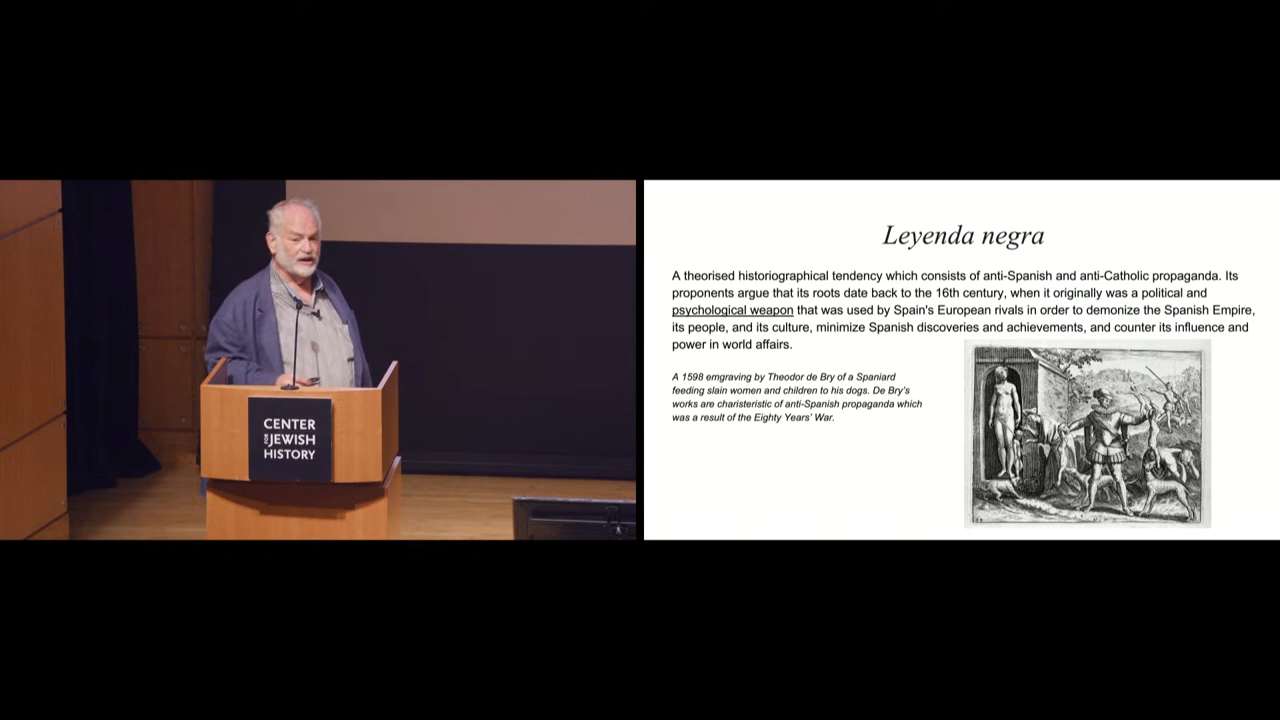 CENTER
FOR JEWISH
HISTORY
Leyenda negra
A theorised historiographical tendency which consists of anti-Spanish and anti-Catholic propaganda. Its
proponents argue that its roots date back to the 16th century, when it originally was a political and
psychological weapon that was used by Spain's European rivals in order to demonize the Spanish Empire,
its people, and its culture, minimize Spanish discoveries and achievements, and counter its influence and
power in world affairs.
A 1598 emgraving by Theodor de Bry of a Spaniard
feeding slain women and children to his dogs. De Bry's
works are charisteristic of anti-Spanish propaganda which
was a result of the Eighty Years' War.